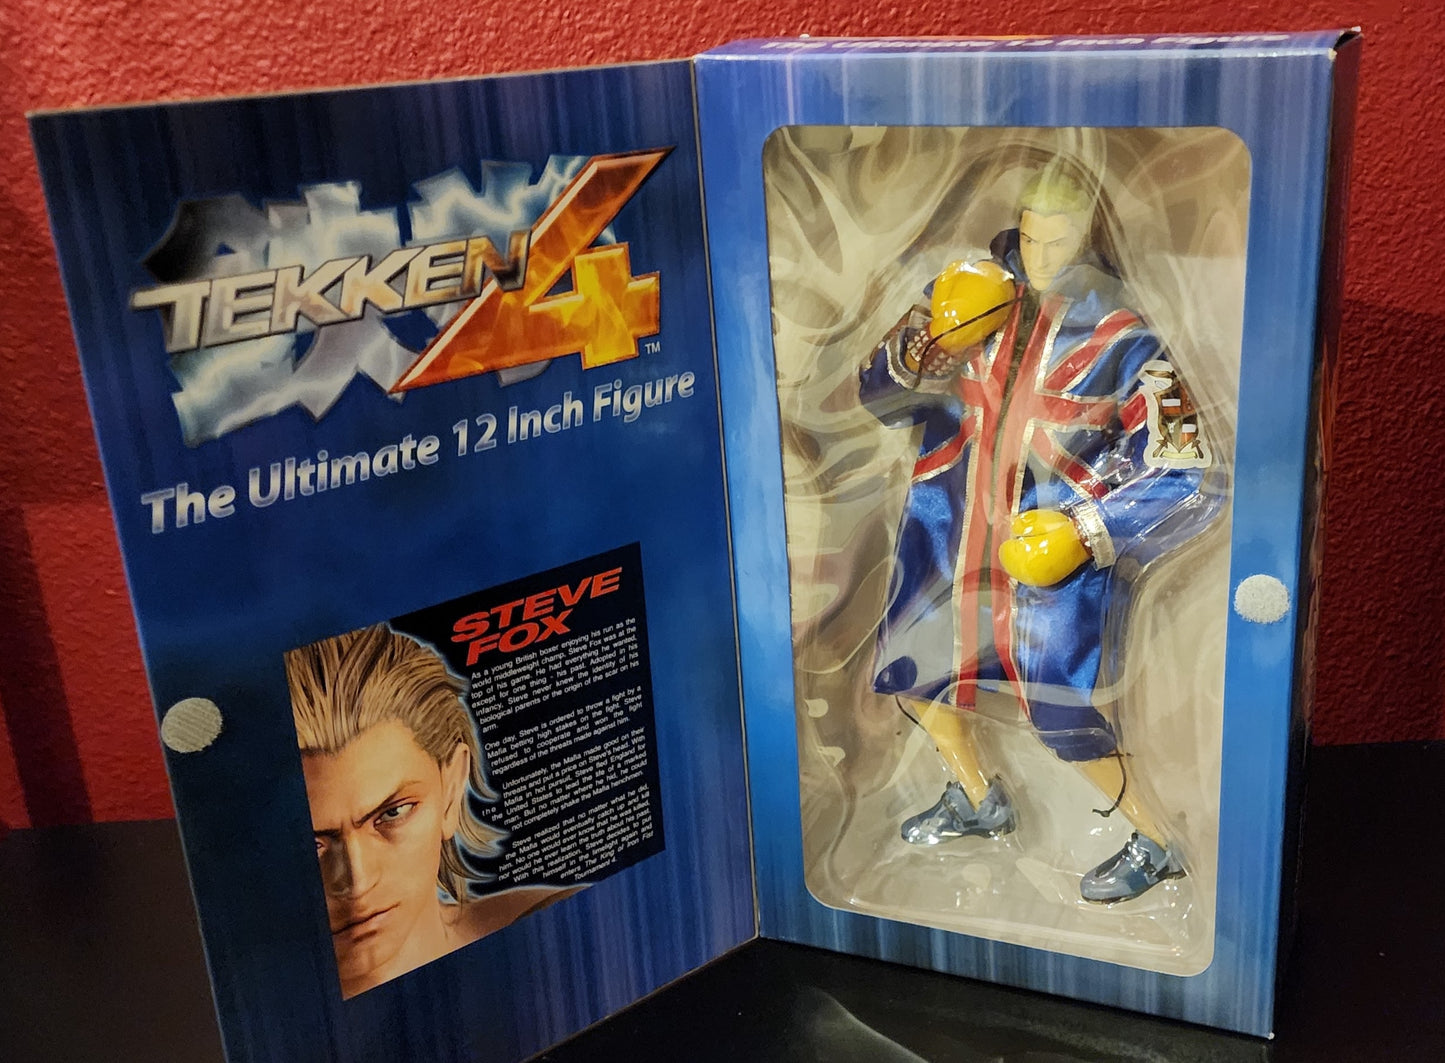 The Ultimate 12 Inch Figure
鉄拳
TEKKEN 4
TM
The Ultimate 12 Inch Figure
STEVE
FOX
As a young British boxer enjoying his run as the
world middleweight champ, Steve Fox was at the
top of his game. He had everything he wanted,
except for one thing - his past. Adopted in his
infancy, Steve never knew the identity of his
biological parents or the origin of the scar on his
arm.
One day, Steve is ordered to throw a fight by a
Mafia betting high stakes on the fight. Steve
refused to cooperate and won the fight
regardless of the threats made against him.
Unfortunately, the Mafia made good on their
threats and put a price on Steve's head. With
the Mafia in hot pursuit, Steve fled England for
the United States to lead the life of a marked
man. But no matter where he hid, he could
not completely shake the Mafia henchmen.
Steve realized that no matter what he did,
the Mafia would eventually catch up and kill
him. No one would ever know that he was killed,
nor would he ever learn the truth about his past.
With this realization, Steve decides to put
himself in the limelight again and
enters The King of Iron Fist
Tournament 4.